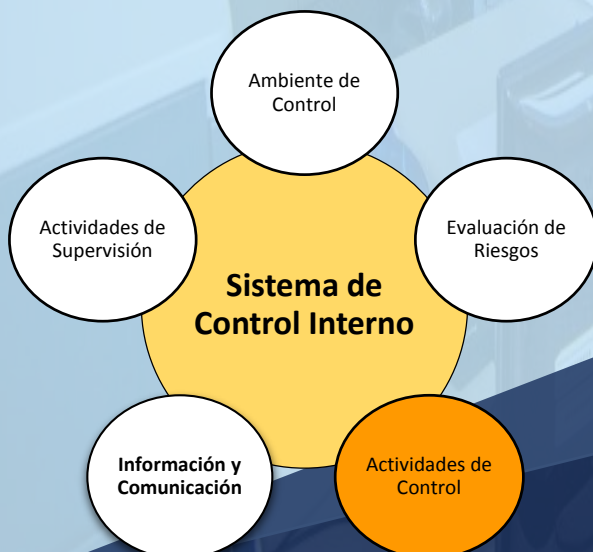 Ambiente de
Control
Actividades de
Supervisión
Evaluación de
Riesgos
Sistema de
Control Interno
Información y
Comunicación
Actividades de
Control